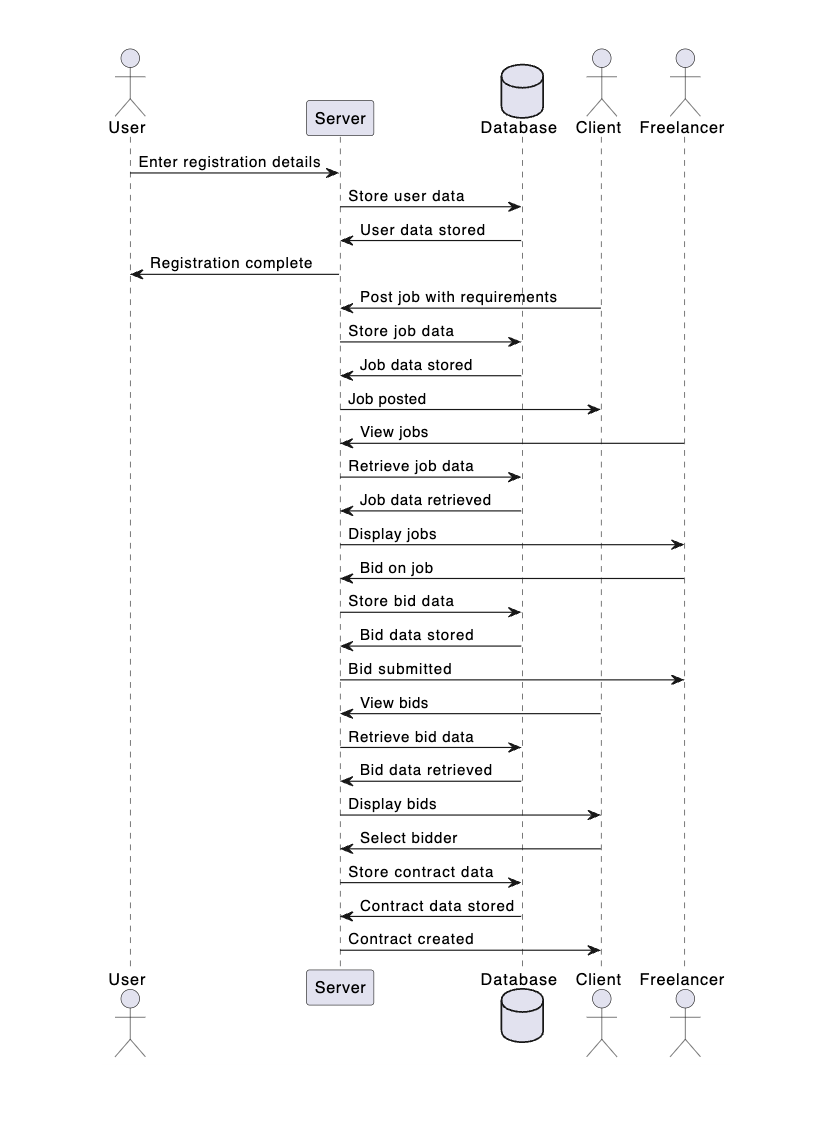 User
Server
Database
Client
Freelancer
Enter registration details
Store user data
User data stored
Registration complete
Post job with requirements
Store job data
Job data stored
Job posted
View jobs
Retrieve job data
Job data retrieved
Display jobs
Bid on job
Store bid data
Bid data stored
Bid submitted
View bids
Retrieve bid data
Bid data retrieved
Display bids
Select bidder
Store contract data
Contract data stored
Contract created
User
Server
Database
Client
Freelancer